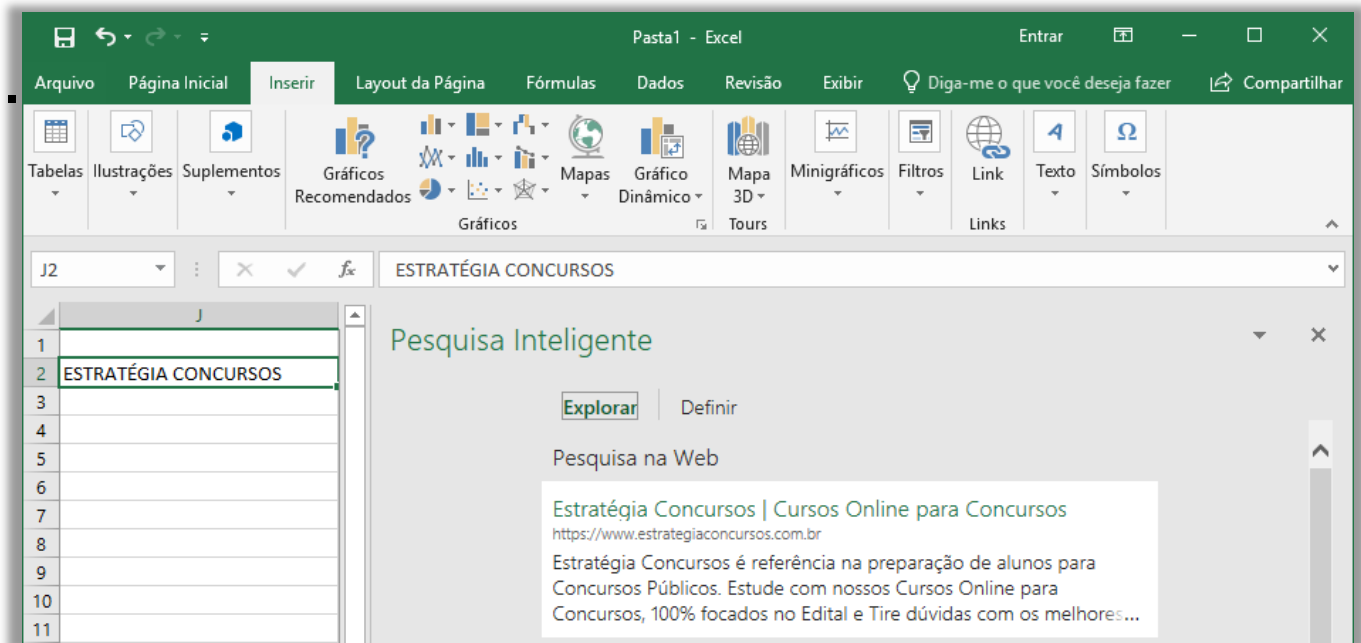 Pasta1 - Excel Entrar
Arquivo Página Inicial Inserir Layout da Página Fórmulas Dados Revisão Exibir Diga-me o que você deseja fazer Compartilhar
Tabelas Ilustrações Suplementos Gráficos Recomendados Mapas Gráfico Dinâmico Mapa 3D Minigráficos Filtros Link Texto Símbolos
Gráficos Tours Links
J2 fx ESTRATÉGIA CONCURSOS
J
1
2 ESTRATÉGIA CONCURSOS
3
4
5
6
7
8
9
10
11
Pesquisa Inteligente
Explorar Definir
Pesquisa na Web
Estratégia Concursos | Cursos Online para Concursos
https://www.estrategiaconcursos.com.br
Estratégia Concursos é referência na preparação de alunos para
Concursos Públicos. Estude com nossos Cursos Online para
Concursos, 100% focados no Edital e Tire dúvidas com os melhores...